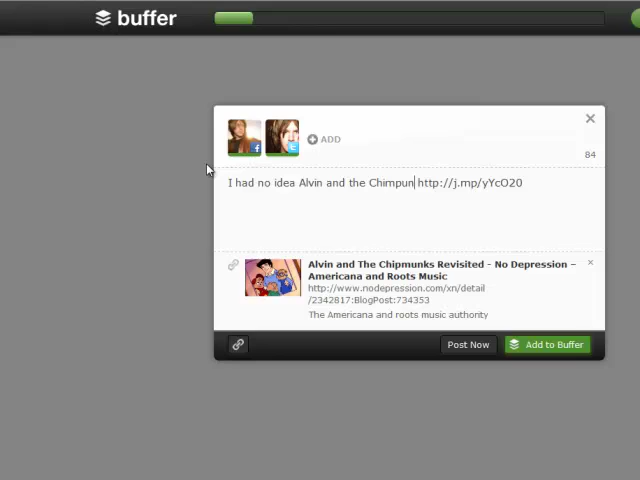 buffer
ADD
84
I had no idea Alvin and the Chimpun http://j.mp/yYcO20
Alvin and The Chipmunks Revisited - No Depression –
Americana and Roots Music
http://www.nodepression.com/xn/detail
/2342817:BlogPost:734353
The Americana and roots music authority
Post Now
Add to Buffer